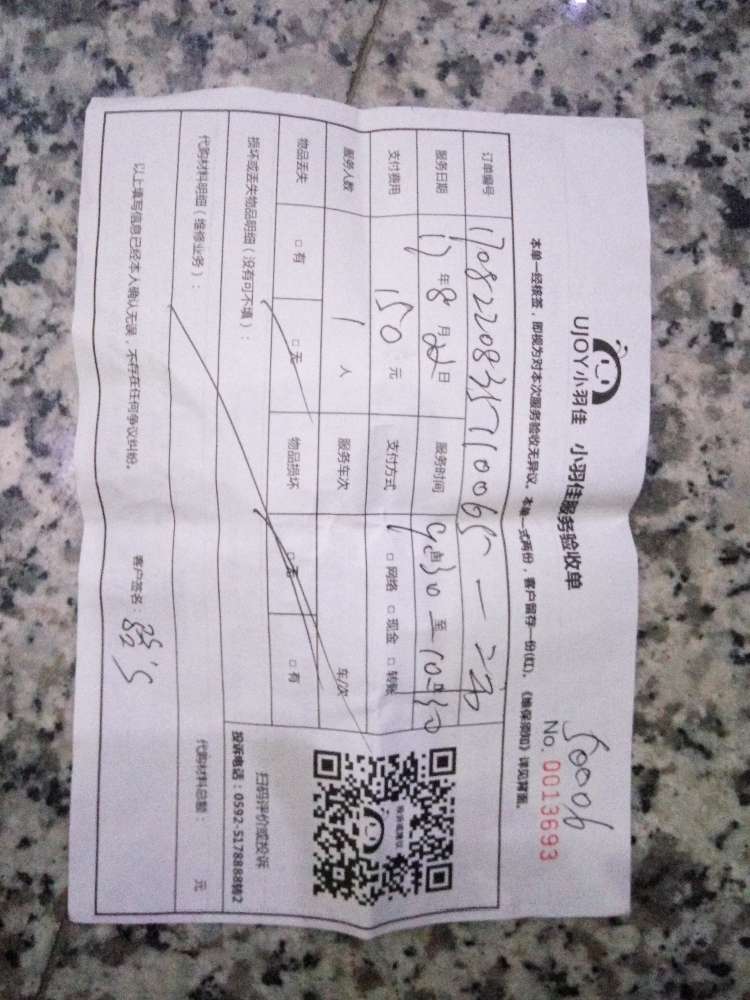 50006
UJOY小羽佳 小羽佳服务验收单 No. 0013693
本单一经核签，即视为对本次服务验收无异议。本单一式两份，客户留存一份(红)。《维保须知》详见背面。
订单编号
服务日期 17 年 8 月 22 日 服务时间 9:30 至 10:30
支付费用 150 元 支付方式 □ 网络 □ 现金 □ 转账
服务人数 1 人 服务车次 车/次
物品丢失 □ 有 □ 无 物品损坏 □ 无 □ 有
损坏或丢失物品明细（没有可不填）：
投诉或建议
扫码评价或投诉
投诉电话：0592-5178888转2
代购材料明细（维修业务）： 代购材料总额： 元
以上填写信息已经本人确认无误，不存在任何争议纠纷。 客户签名：